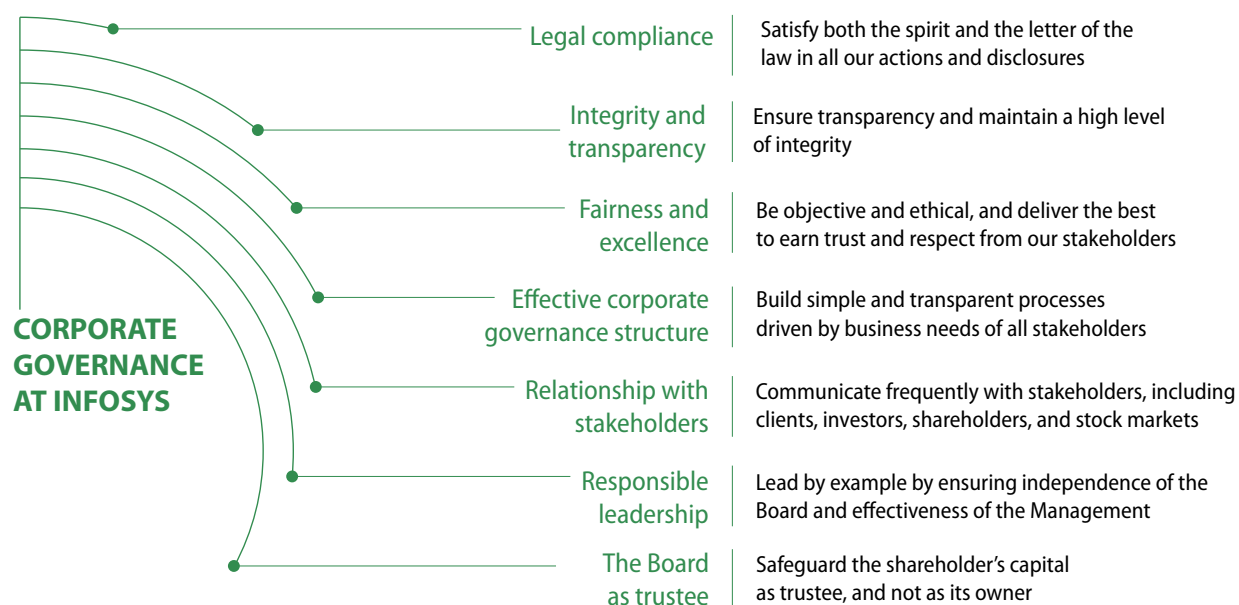 Legal compliance
Satisfy both the spirit and the letter of the
law in all our actions and disclosures
Integrity and
transparency
Ensure transparency and maintain a high level
of integrity
Fairness and
excellence
Be objective and ethical, and deliver the best
to earn trust and respect from our stakeholders
Effective corporate
governance structure
Build simple and transparent processes
driven by business needs of all stakeholders
CORPORATE
GOVERNANCE
AT INFOSYS
Relationship with
stakeholders
Communicate frequently with stakeholders, including
clients, investors, shareholders, and stock markets
Responsible
leadership
Lead by example by ensuring independence of the
Board and effectiveness of the Management
The Board
as trustee
Safeguard the shareholder’s capital
as trustee, and not as its owner